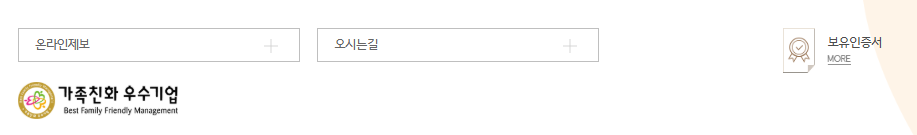 온라인제보
오시는길
보유인증서
MORE
가족친화 우수기업
Best Family Friendly Management